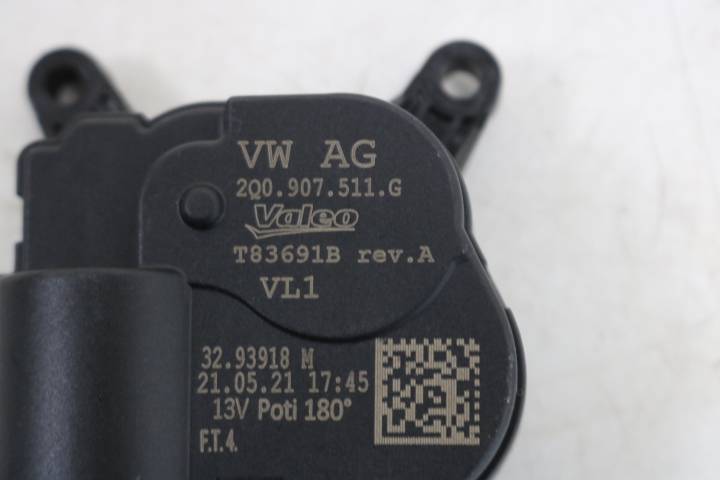 VW AG
2Q0.907.511.G
Valeo
T83691B rev.A
VL1
32.93918 M
21.05.21 17:45
13V Poti 180°
F.T.4.